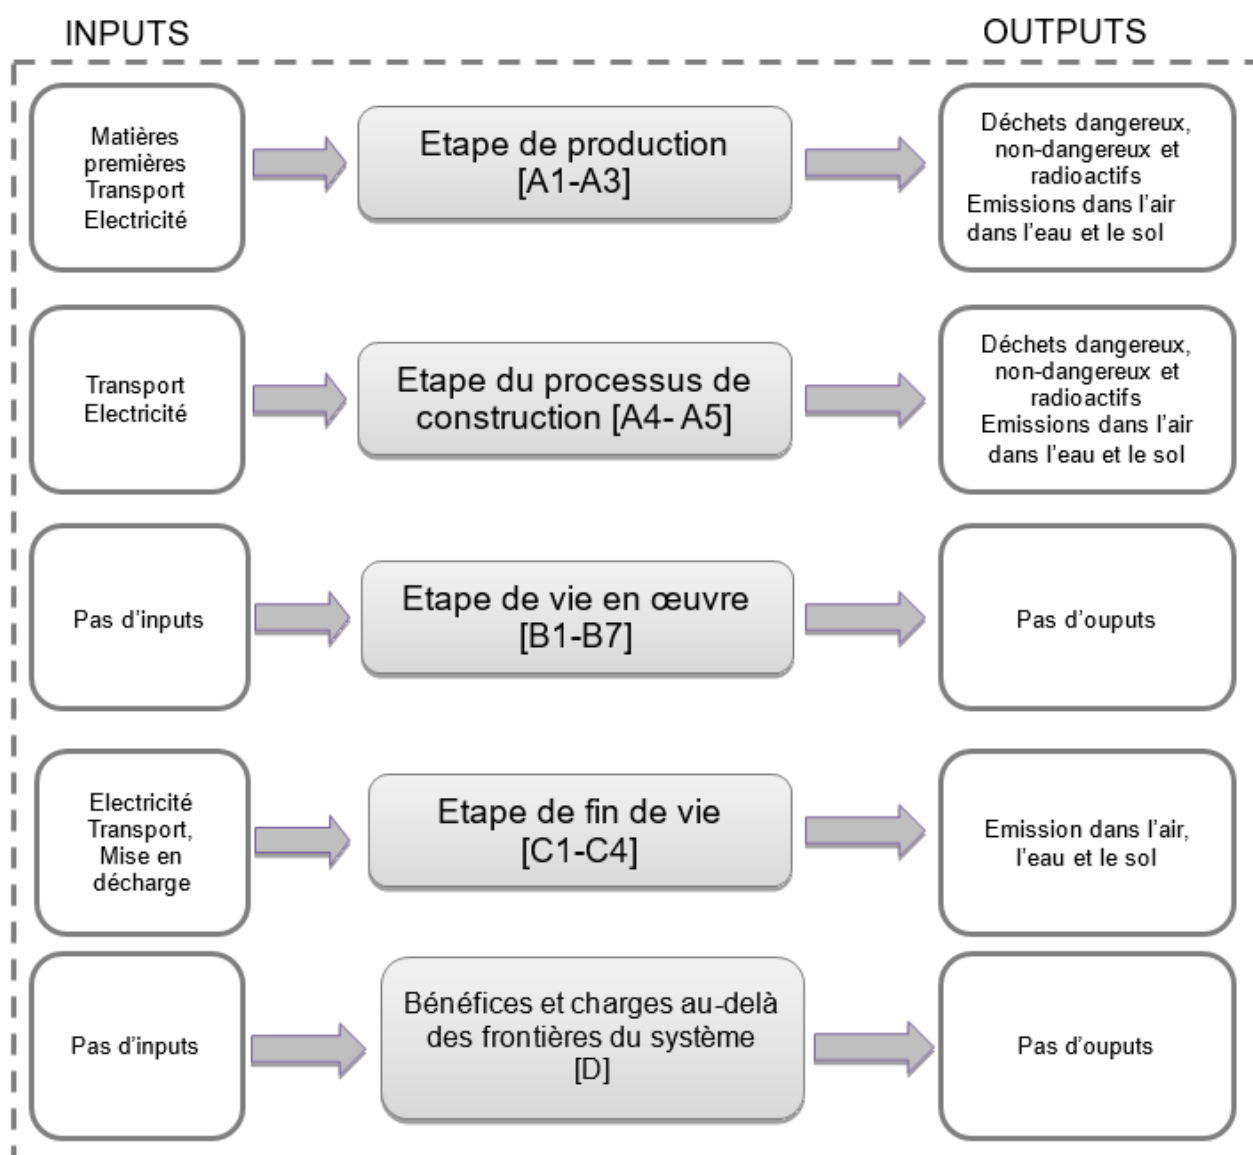 INPUTS
OUTPUTS
Matières
premières
Transport
Electricité
Etape de production
[A1-A3]
Déchets dangereux,
non-dangereux et
radioactifs
Emissions dans l'air
dans l'eau et le sol
Transport
Electricité
Etape du processus de
construction [A4- A5]
Déchets dangereux,
non-dangereux et
radioactifs
Emissions dans l'air
dans l'eau et le sol
Pas d'inputs
Etape de vie en œuvre
[B1-B7]
Pas d'ouputs
Electricité
Transport,
Mise en
décharge
Etape de fin de vie
[C1-C4]
Emission dans l'air,
l'eau et le sol
Pas d'inputs
Bénéfices et charges au-delà
des frontières du système
[D]
Pas d'ouputs